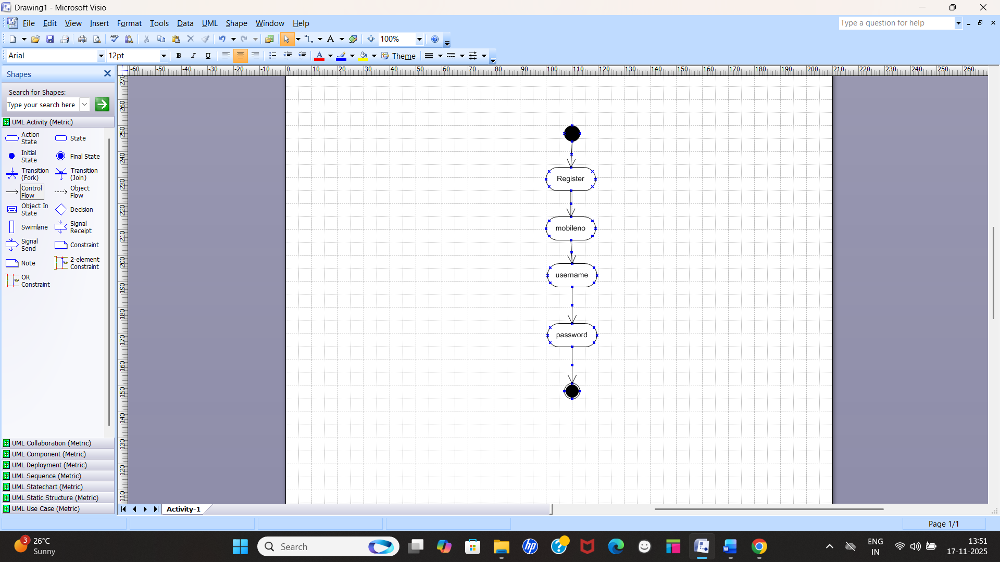 Drawing1 - Microsoft Visio
File Edit View Insert Format Tools Data UML Shape Window Help
Type a question for help
100%
Arial 12pt B I U A Theme
Shapes
Search for Shapes:
Type your search here
UML Activity (Metric)
Action State
State
Initial State
Final State
Transition (Fork)
Transition (Join)
Control Flow
Object Flow
Object In State
Decision
Swimlane
Signal Receipt
Signal Send
Constraint
Note
2-element Constraint
OR Constraint
UML Collaboration (Metric)
UML Component (Metric)
UML Deployment (Metric)
UML Sequence (Metric)
UML Statechart (Metric)
UML Static Structure (Metric)
UML Use Case (Metric)
-60 -50 -40 -30 -20 -10 0 10 20 30 40 50 60 70 80 90 100 110 120 130 140 150 160 170 180 190 200 210 220 230 240 250 260
270 260 250 240 230 220 210 200 190 180 170 160 150 140 130 120 110
Register
mobileno
username
password
Activity-1
Page 1/1
3
26°C
Sunny
Search
ENG
IN
13:51
17-11-2025